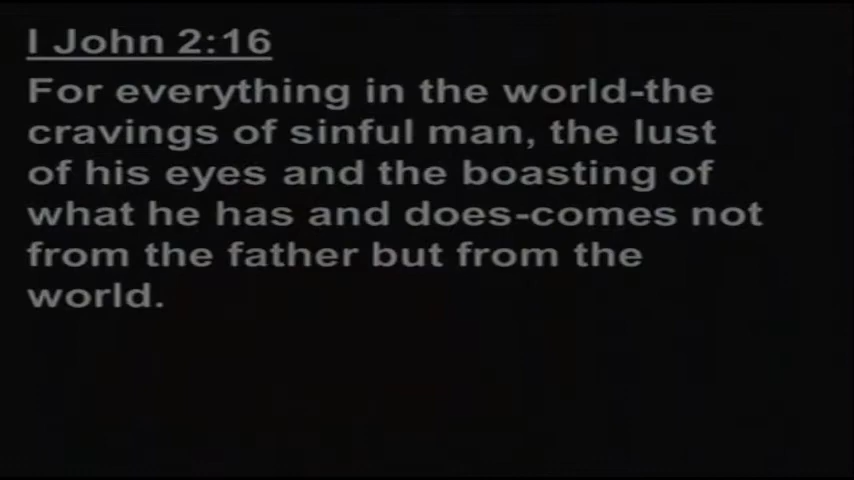 I John 2:16
For everything in the world-the
cravings of sinful man, the lust
of his eyes and the boasting of
what he has and does-comes not
from the father but from the
world.